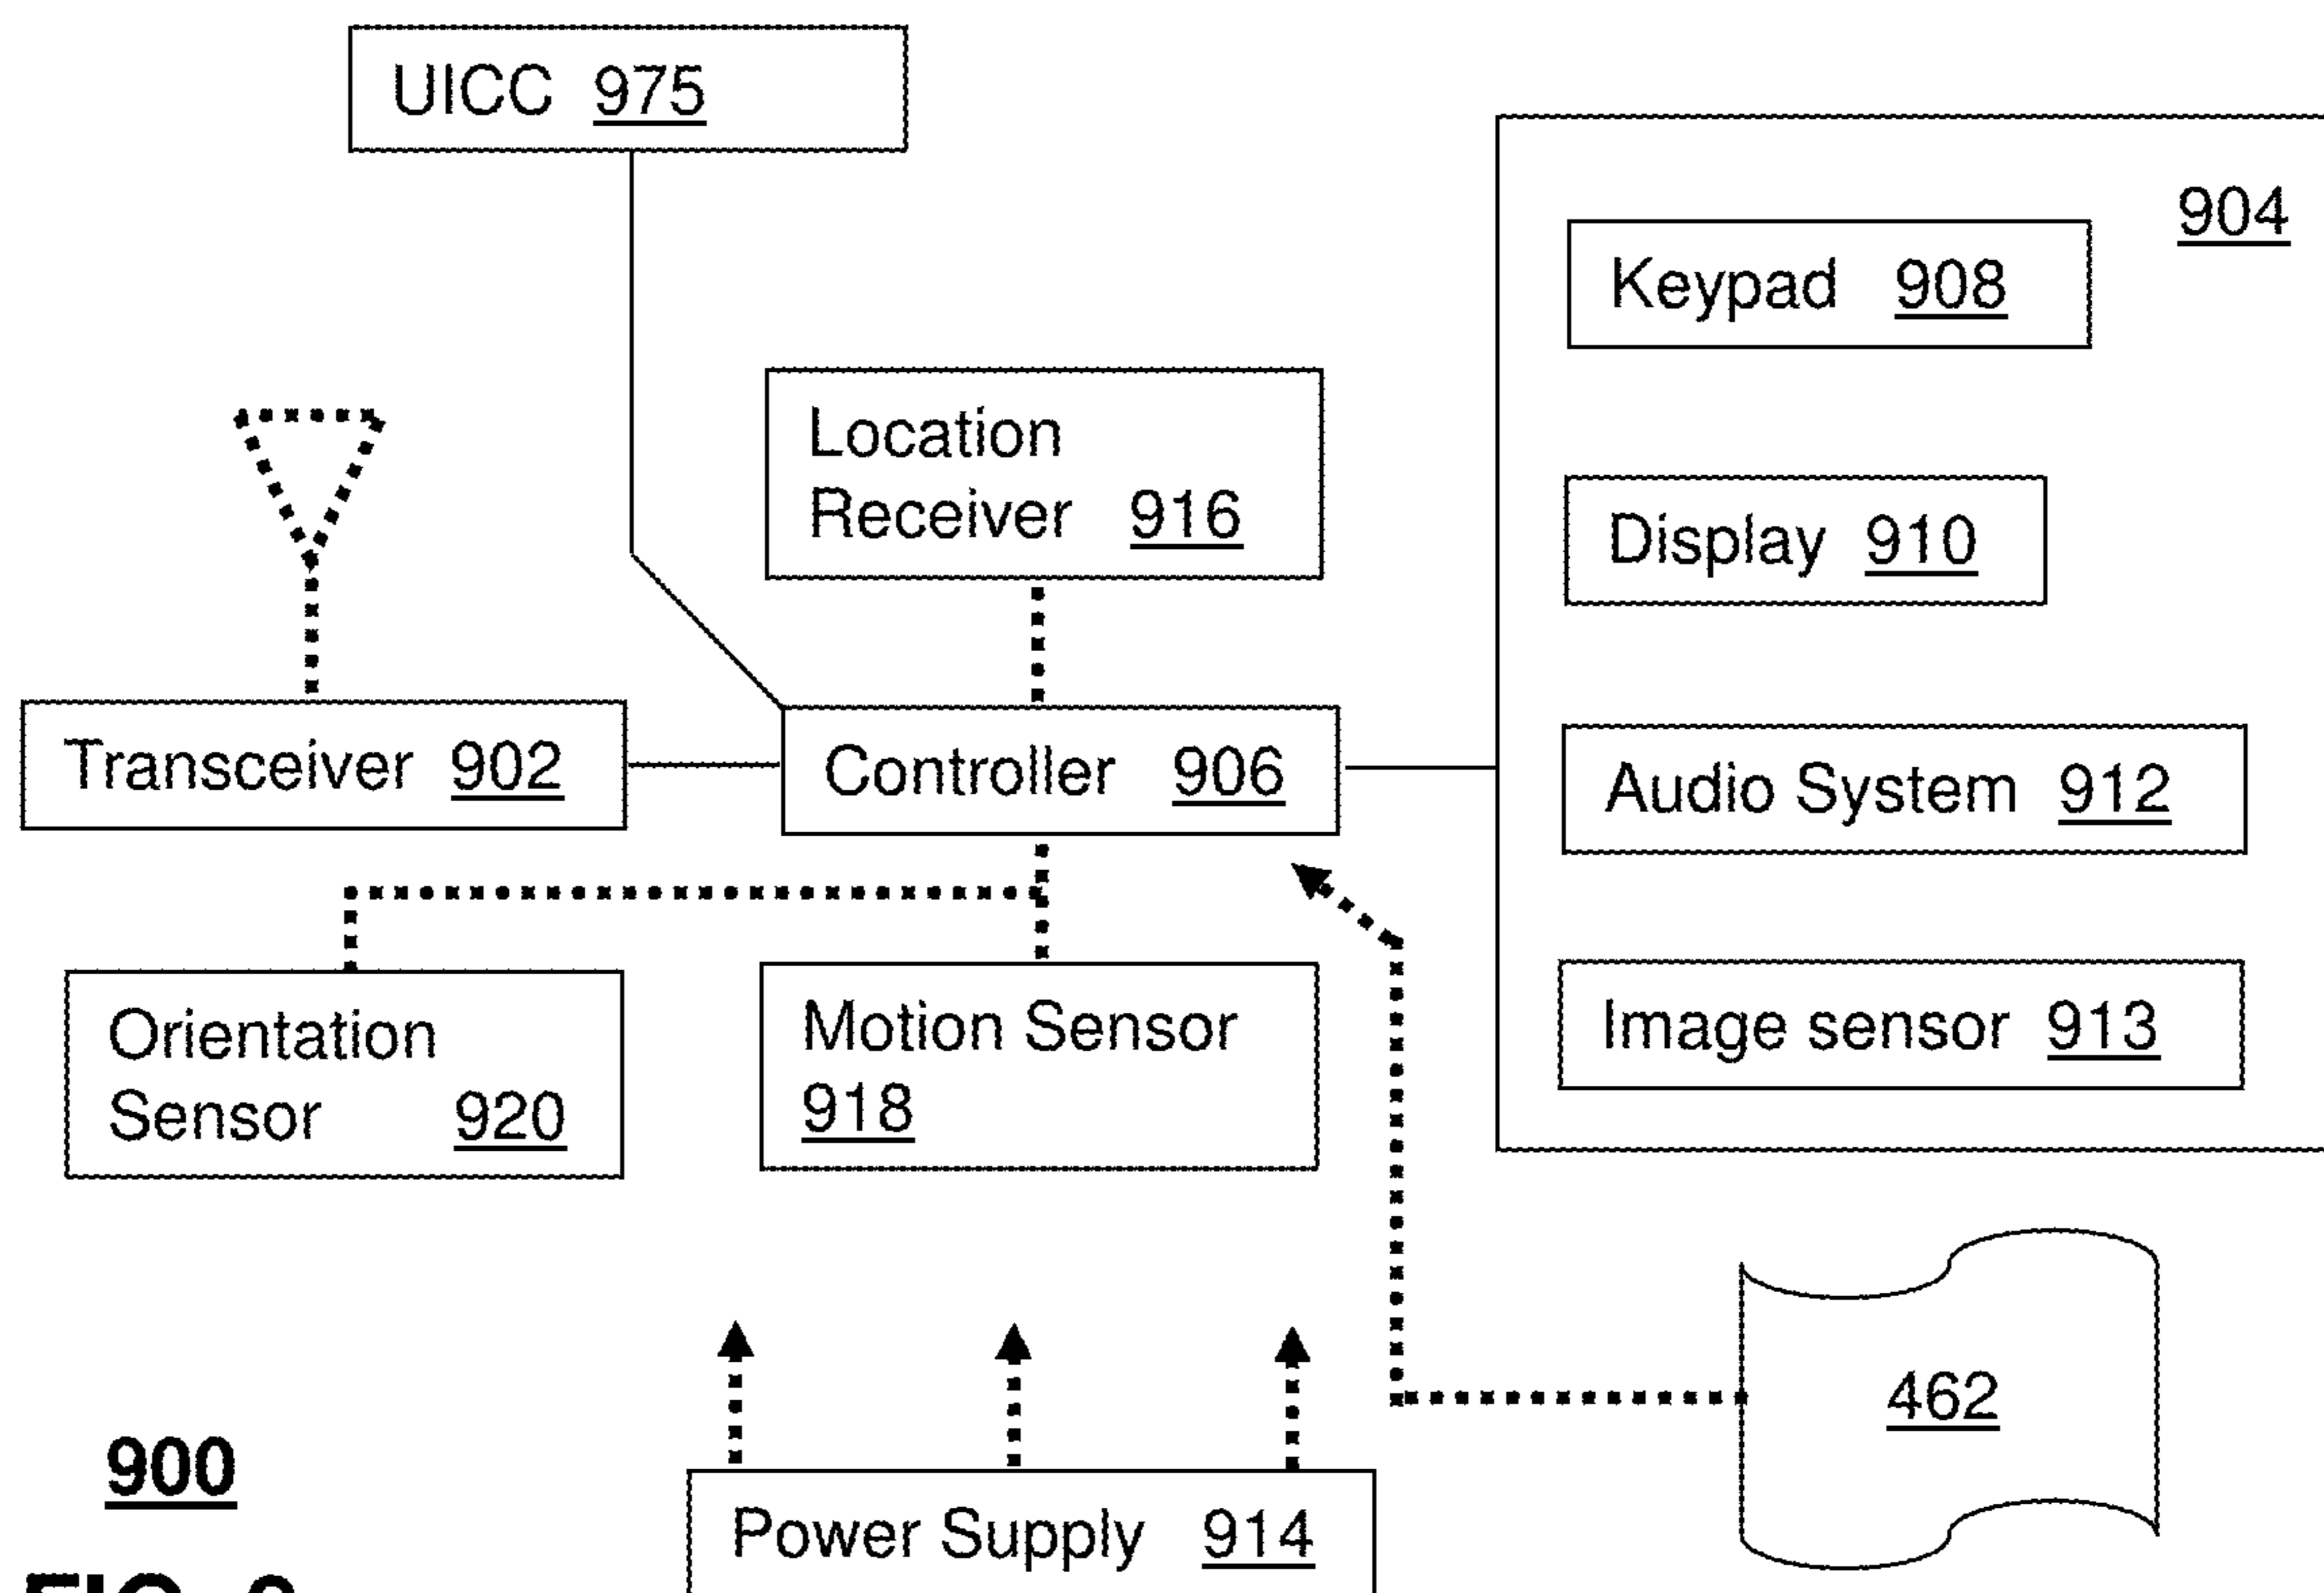 UICC 975
904
Keypad 908
Location
Receiver 916
Display 910
Transceiver 902
Controller 906
Audio System 912
Orientation
Sensor 920
Motion Sensor
918
Image sensor 913
462
900
Power Supply 914
FIG.